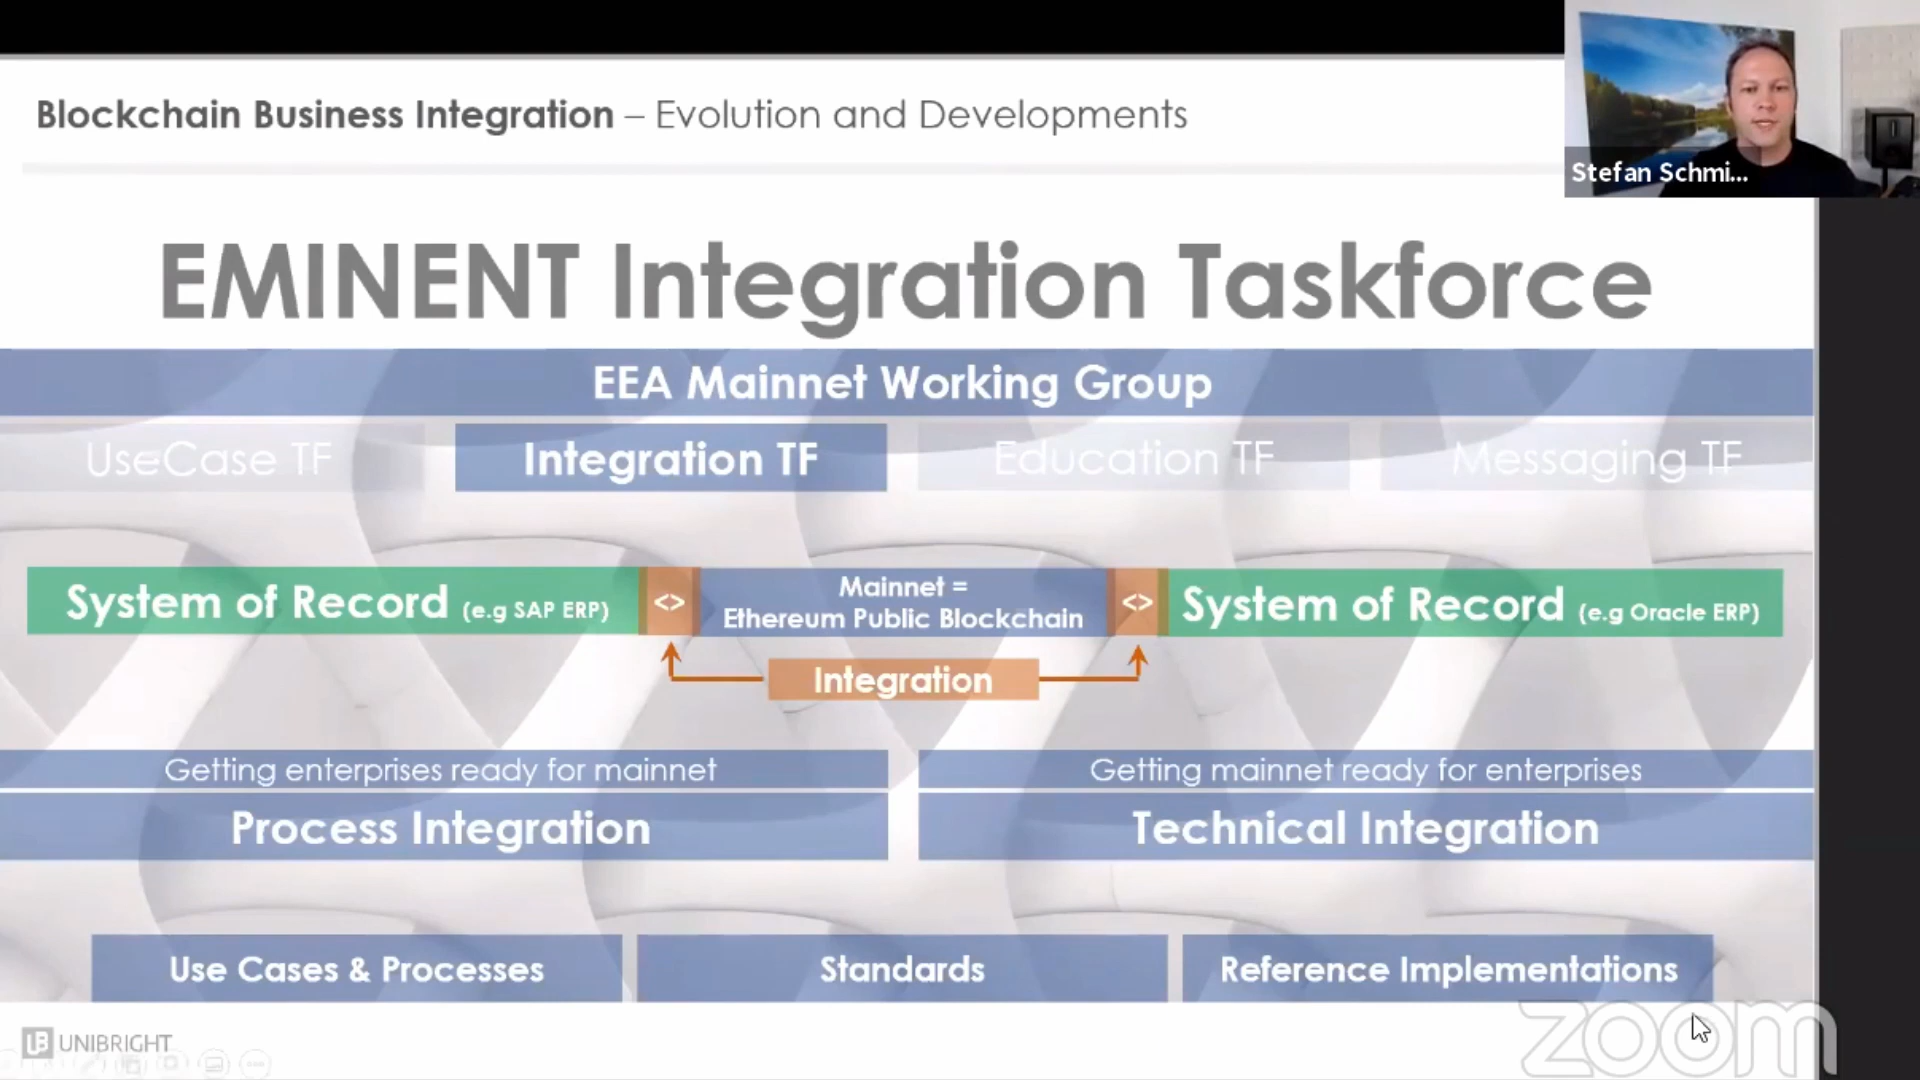 Blockchain Business Integration – Evolution and Developments
Stefan Schmi...
EMINENT Integration Taskforce
EEA Mainnet Working Group
UseCase TF
Integration TF
Education TF
Messaging TF
System of Record (e.g SAP ERP)
<>
Mainnet =
Ethereum Public Blockchain
<>
System of Record (e.g Oracle ERP)
Integration
Getting enterprises ready for mainnet
Getting mainnet ready for enterprises
Process Integration
Technical Integration
Use Cases & Processes
Standards
Reference Implementations
UB UNIBRIGHT
zoom